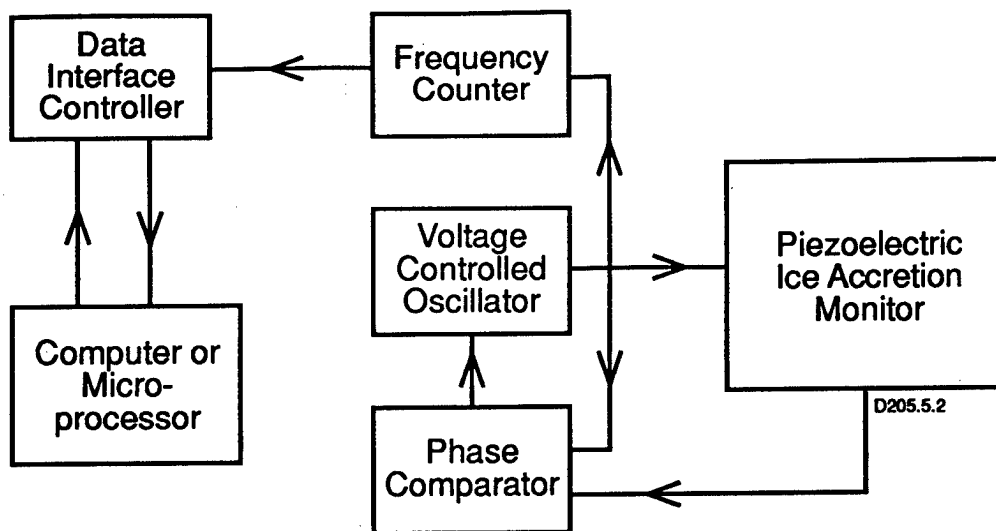 Data
Interface
Controller
Frequency
Counter
Voltage
Controlled
Oscillator
Piezoelectric
Ice Accretion
Monitor
Computer or
Micro-
processor
D205.5.2
Phase
Comparator